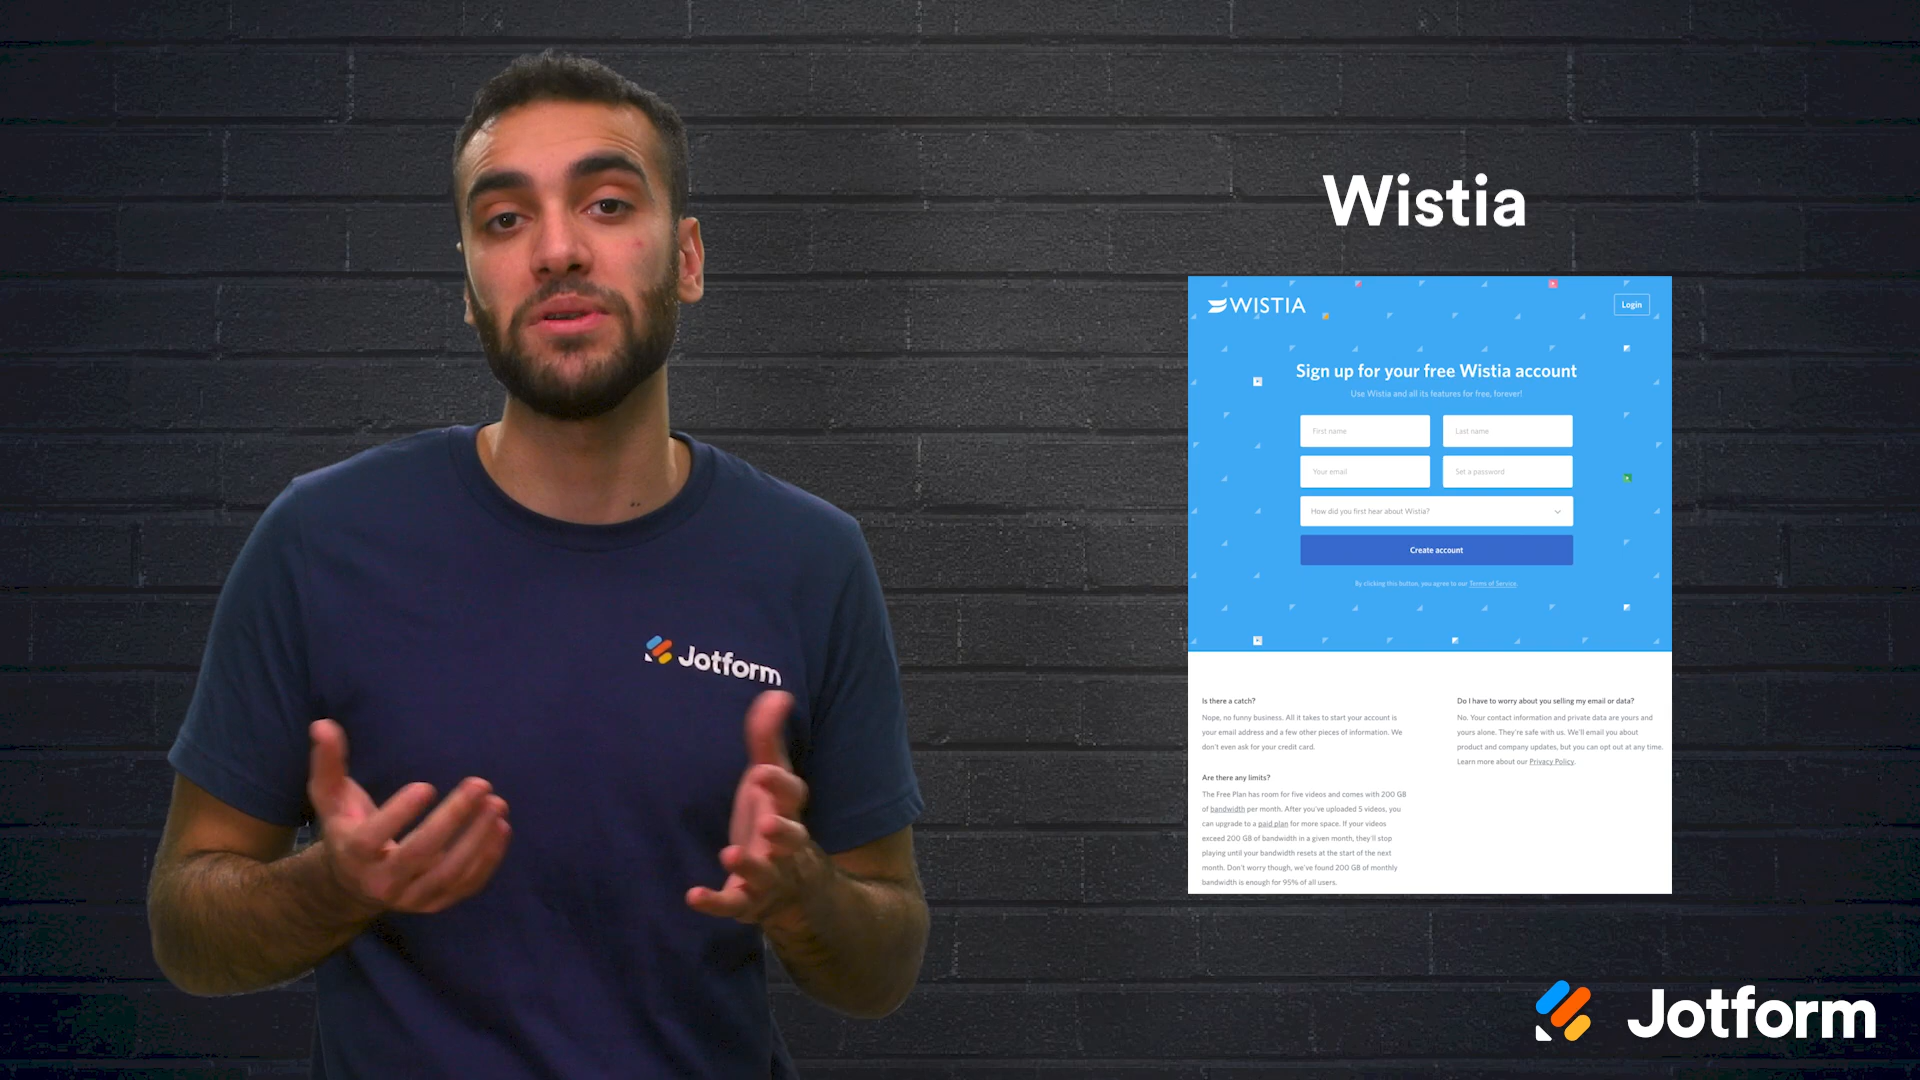 Wistia
WISTIA
Login
Sign up for your free Wistia account
Use Wistia and all its features for free, forever!
First name
Last name
Your email
Set a password
How did you first hear about Wistia?
Create account
By clicking this button, you agree to our Terms of Service.
Is there a catch?
Nope, no funny business. All it takes to start your account is
your email address and a few other pieces of information. We
don't even ask for your credit card.
Are there any limits?
The Free Plan has room for five videos and comes with 200 GB
of bandwidth per month. After you've uploaded 5 videos, you
can upgrade to a paid plan for more space. If your videos
exceed 200 GB of bandwidth in a given month, they'll stop
playing until your bandwidth resets at the start of the next
month. Don't worry though, we've found 200 GB of monthly
bandwidth is enough for 95% of all users.
Do I have to worry about you selling my email or data?
No. Your contact information and private data are yours and
yours alone. They're safe with us. We'll email you about
product and company updates, but you can opt out at any time.
Learn more about our Privacy Policy.
Jotform
Jotform